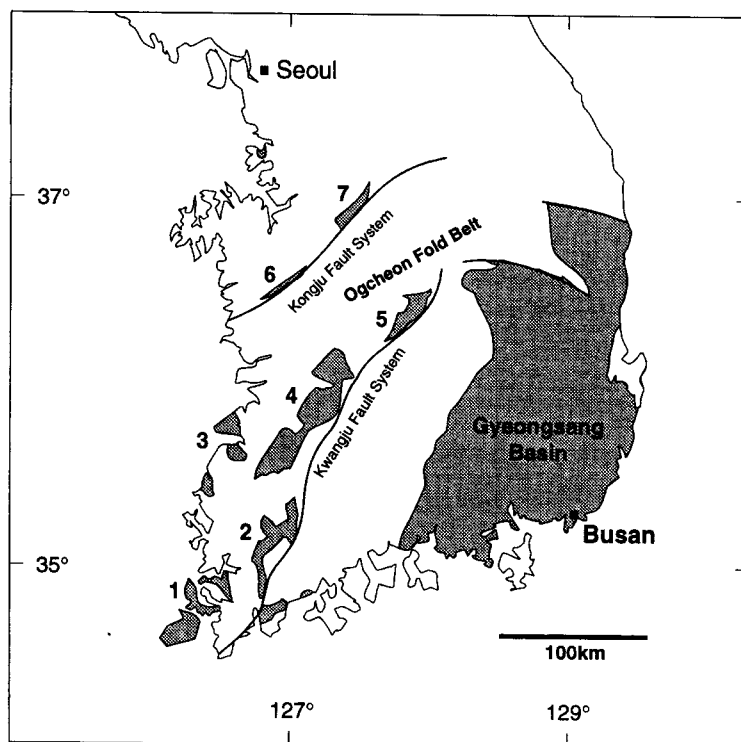 Seoul
37°
7
Kongju Fault System
Ogcheon Fold Belt
6
5
4
Kwangju Fault System
3
Gyeongsang
Basin
2
Busan
35°
1
100km
127°
129°